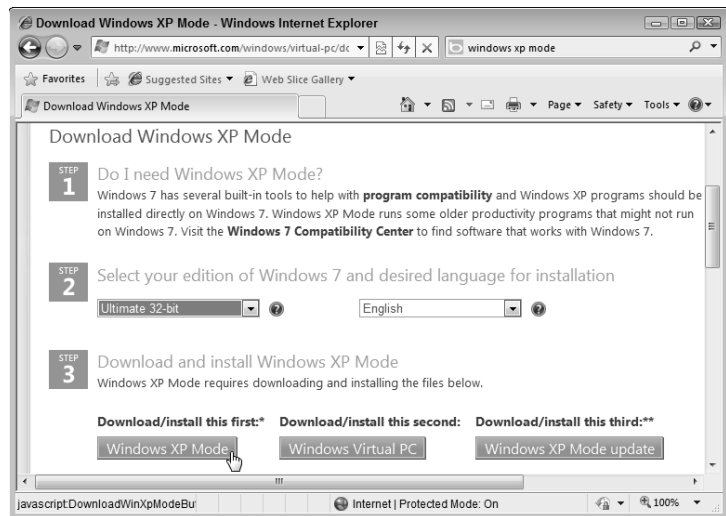 Download Windows XP Mode - Windows Internet Explorer
http://www.microsoft.com/windows/virtual-pc/dc
windows xp mode
Favorites Suggested Sites Web Slice Gallery
Download Windows XP Mode
Page Safety Tools
Download Windows XP Mode
STEP 1
Do I need Windows XP Mode?
Windows 7 has several built-in tools to help with program compatibility and Windows XP programs should be
installed directly on Windows 7. Windows XP Mode runs some older productivity programs that might not run
on Windows 7. Visit the Windows 7 Compatibility Center to find software that works with Windows 7.
STEP 2
Select your edition of Windows 7 and desired language for installation
Ultimate 32-bit English
STEP 3
Download and install Windows XP Mode
Windows XP Mode requires downloading and installing the files below.
Download/install this first:* Download/install this second: Download/install this third:**
Windows XP Mode Windows Virtual PC Windows XP Mode update
javascript:DownloadWinXpModeBu Internet | Protected Mode: On 100%